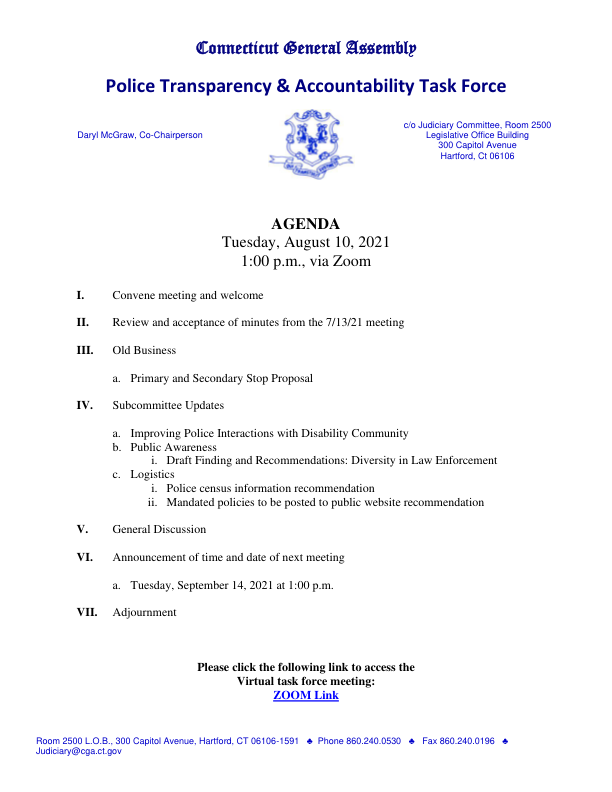 Connecticut General Assembly
Police Transparency & Accountability Task Force
Daryl McGraw, Co-Chairperson
c/o Judiciary Committee, Room 2500
Legislative Office Building
300 Capitol Avenue
Hartford, Ct 06106
AGENDA
Tuesday, August 10, 2021
1:00 p.m., via Zoom
I. Convene meeting and welcome
II. Review and acceptance of minutes from the 7/13/21 meeting
III. Old Business
a. Primary and Secondary Stop Proposal
IV. Subcommittee Updates
a. Improving Police Interactions with Disability Community
b. Public Awareness
i. Draft Finding and Recommendations: Diversity in Law Enforcement
c. Logistics
i. Police census information recommendation
ii. Mandated policies to be posted to public website recommendation
V. General Discussion
VI. Announcement of time and date of next meeting
a. Tuesday, September 14, 2021 at 1:00 p.m.
VII. Adjournment
Please click the following link to access the
Virtual task force meeting:
ZOOM Link
Room 2500 L.O.B., 300 Capitol Avenue, Hartford, CT 06106-1591 ♣ Phone 860.240.0530 ♣ Fax 860.240.0196 ♣
Judiciary@cga.ct.gov